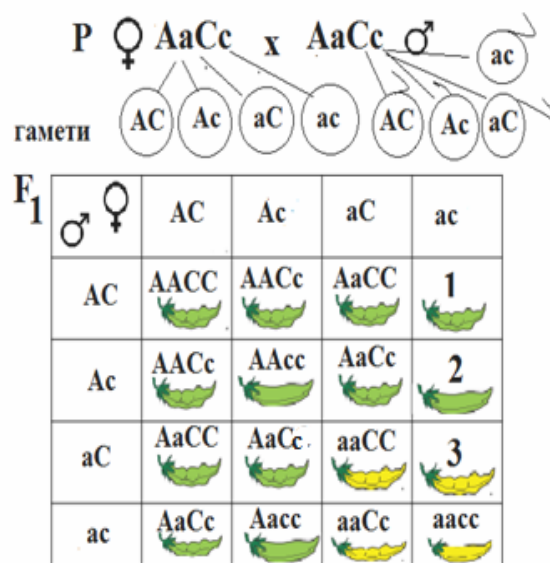 P ♀ AaCc x AaCc ♂ ac
гамети AC Ac aC ac AC Ac aC
F1 ♂ ♀ AC Ac aC ac
AC AACC AACc AaCC 1
Ac AACc AAcc AaCc 2
aC AaCC AaCc aaCC 3
ac AaCc Aacc aaCc aacc